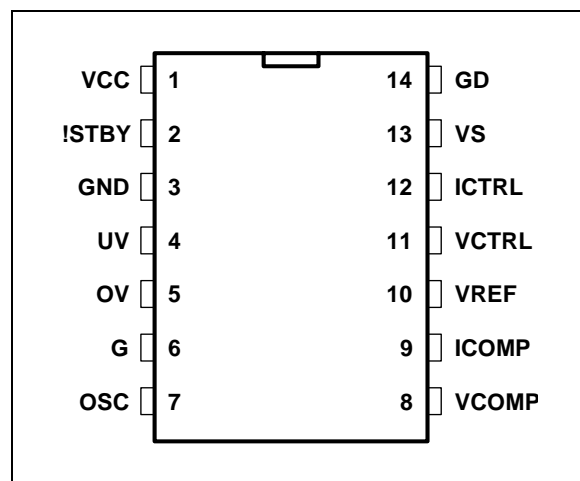 VCC 1 14 GD
!STBY 2 13 VS
GND 3 12 ICTRL
UV 4 11 VCTRL
OV 5 10 VREF
G 6 9 ICOMP
OSC 7 8 VCOMP